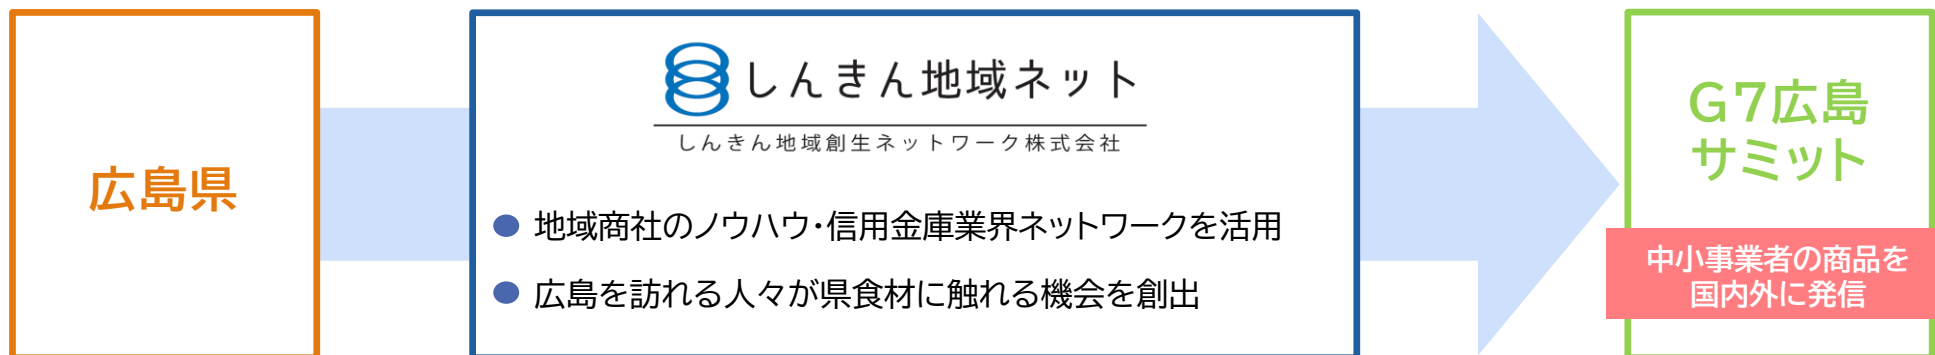 広島県
しんきん地域ネット
しんきん地域創生ネットワーク株式会社
● 地域商社のノウハウ・信用金庫業界ネットワークを活用
● 広島を訪れる人々が県食材に触れる機会を創出
G7広島
サミット
中小事業者の商品を
国内外に発信